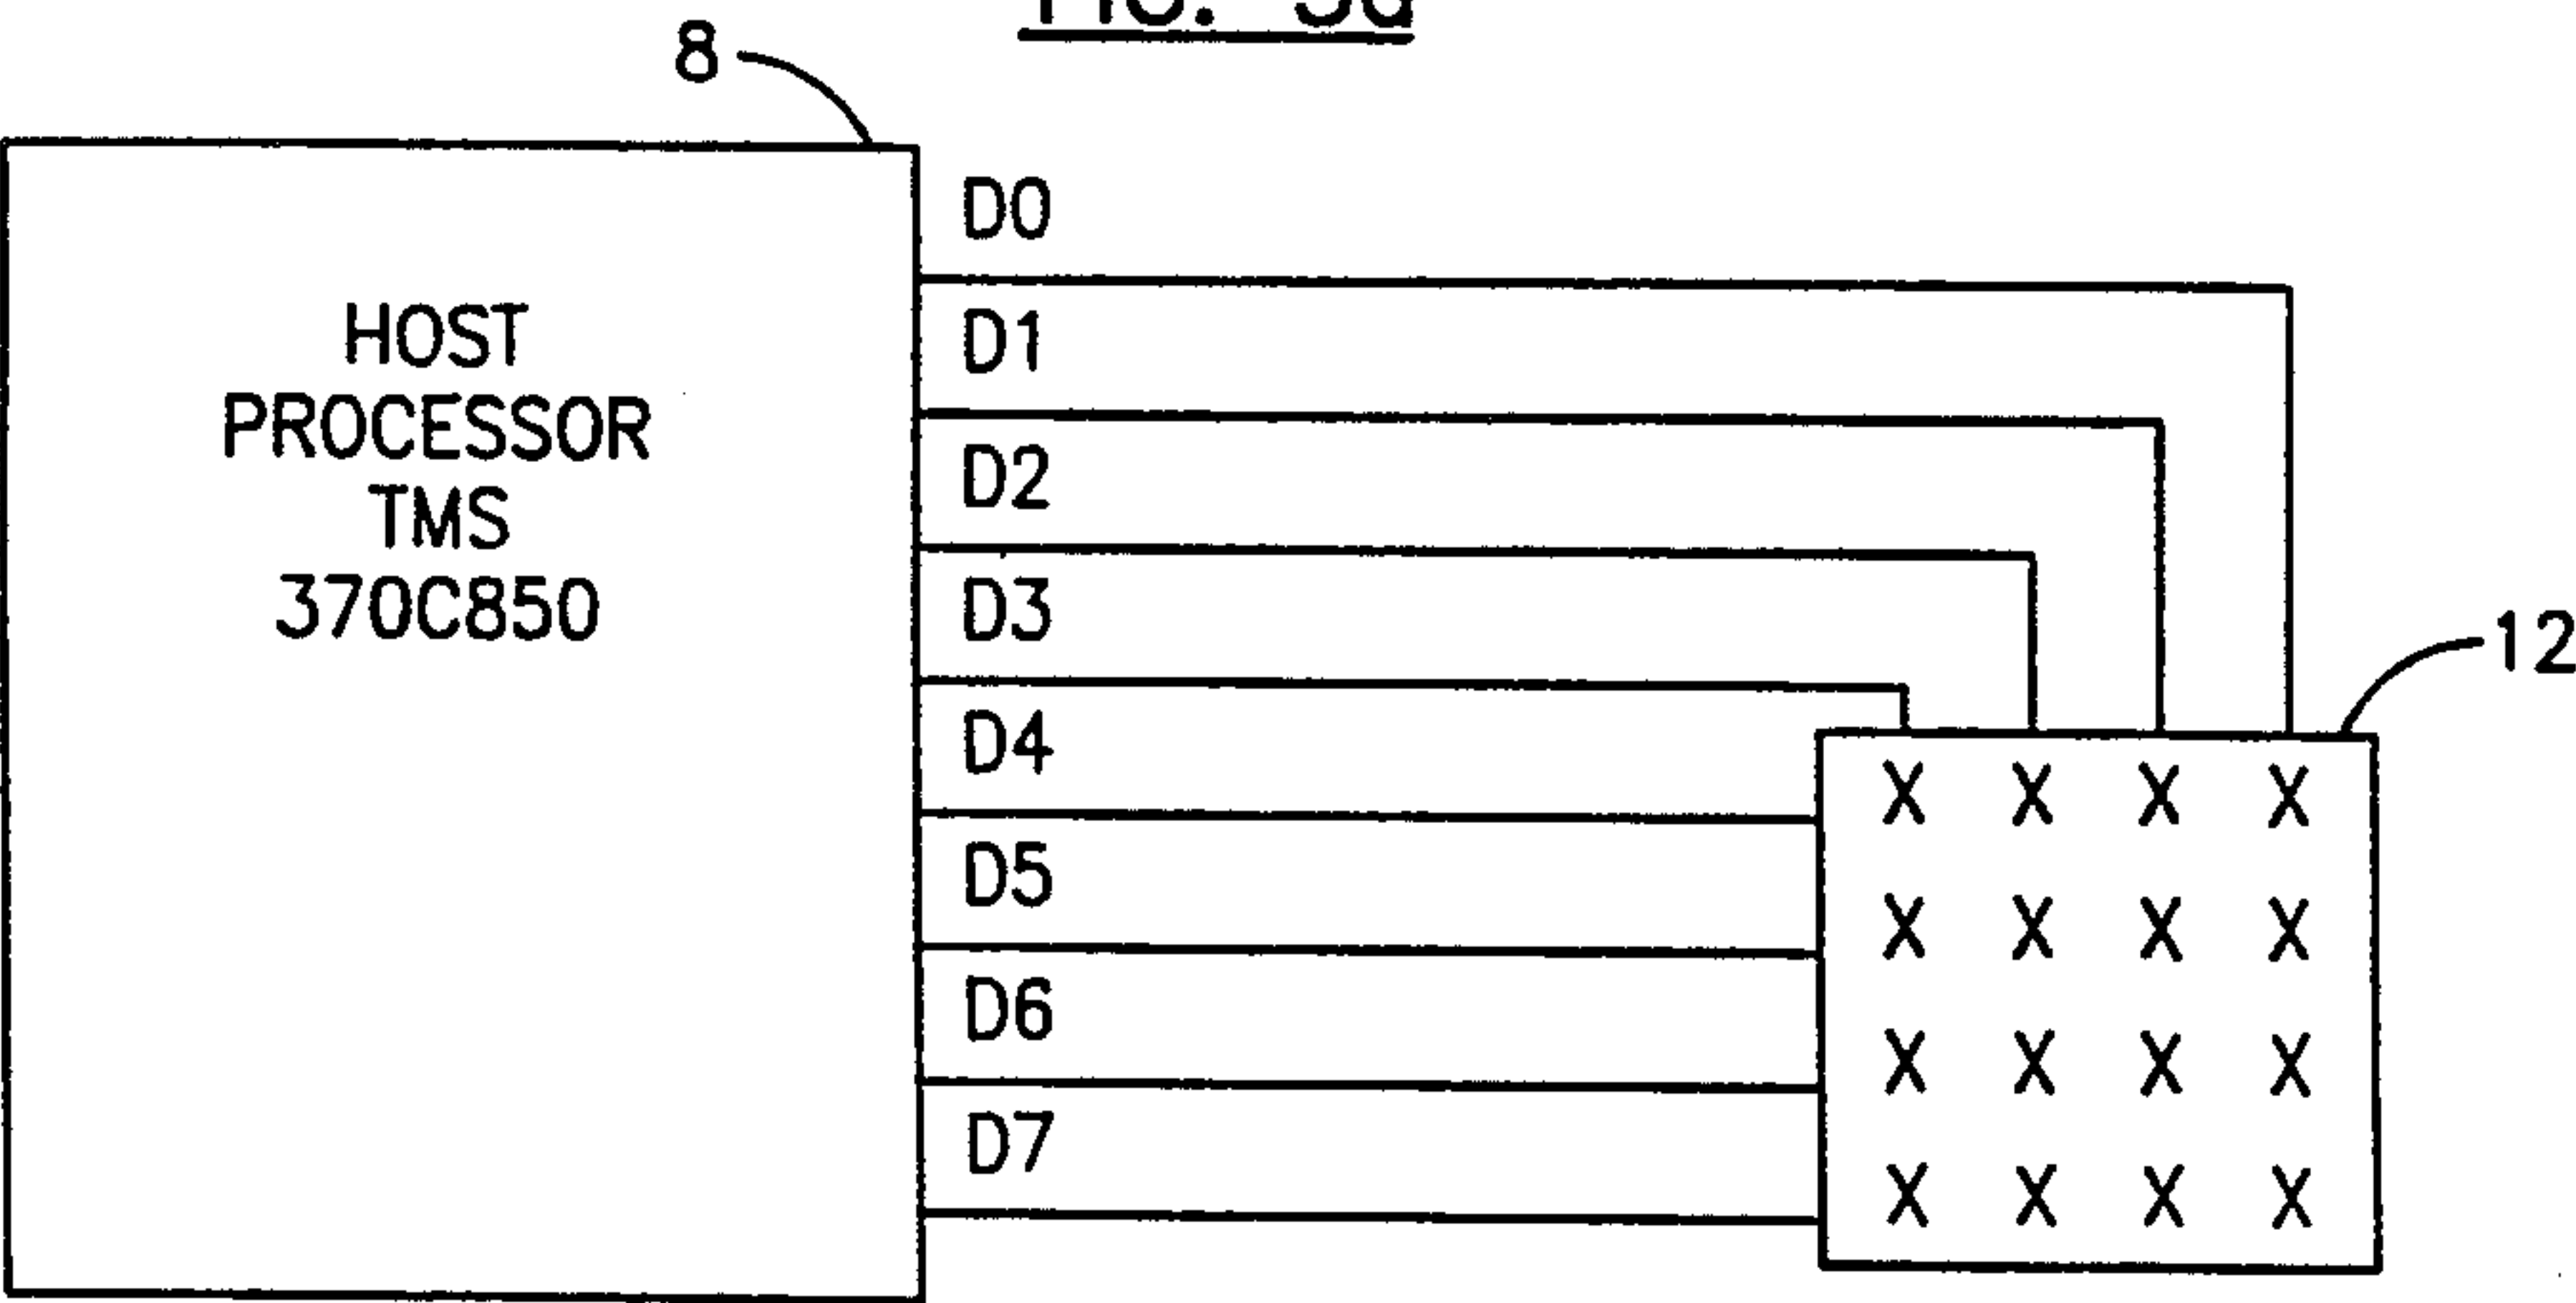 8
HOST
PROCESSOR
TMS
370C850
D0
D1
D2
D3
D4
D5
D6
D7
12
X X X X
X X X X
X X X X
X X X X